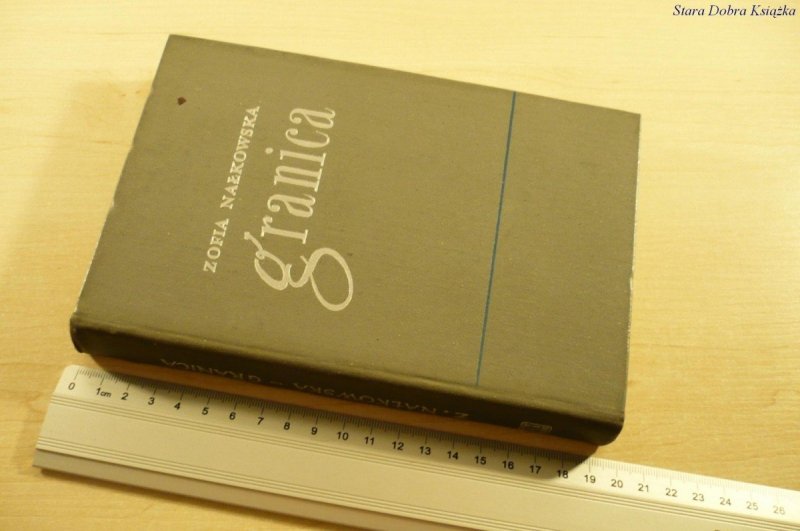 Stara Dobra Książka
ZOFIA NAŁKOWSKA
granica
Z. NAŁKOWSKA – GRANICA
0 1cm 2 3 4 5 6 7 8 9 10 11 12 13 14 15 16 17 18 19 20 21 22 23 24 25 26